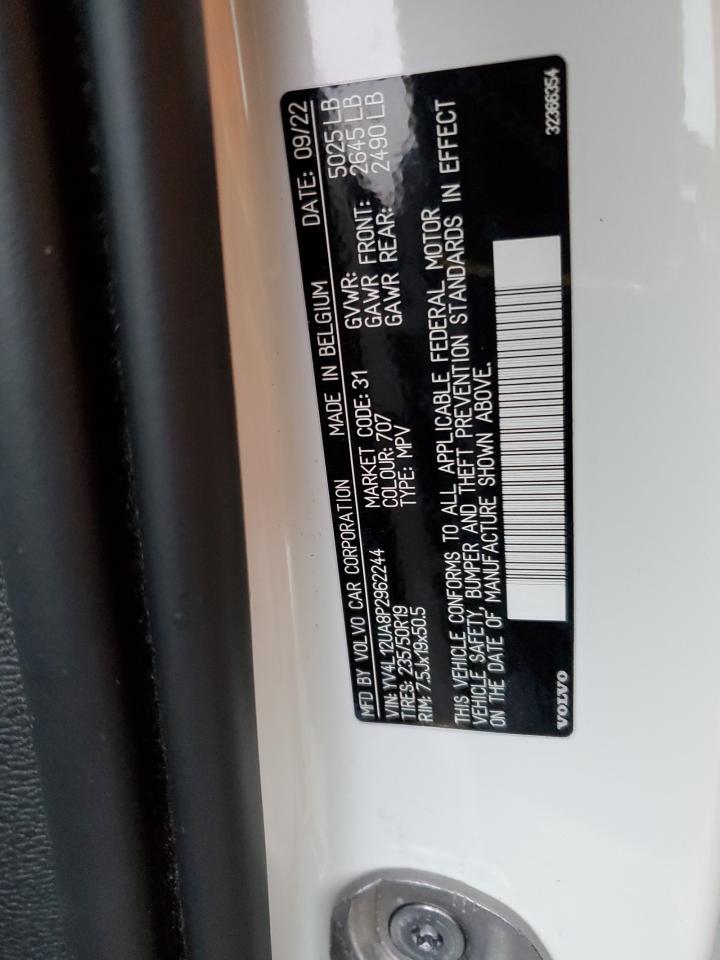 MFD BY VOLVO CAR CORPORATION MADE IN BELGIUM DATE: 09/22
VIN: YV4L12UA8P2962244 MARKET CODE: 31 GVWR: 5025 LB
TIRES: 235/50R19 COLOUR: 707 GAWR FRONT: 2645 LB
RIM: 7.5Jx19x50.5 TYPE: MPV GAWR REAR: 2490 LB
THIS VEHICLE CONFORMS TO ALL APPLICABLE FEDERAL MOTOR
VEHICLE SAFETY, BUMPER AND THEFT PREVENTION STANDARDS IN EFFECT
ON THE DATE OF MANUFACTURE SHOWN ABOVE.
VOLVO 32366354